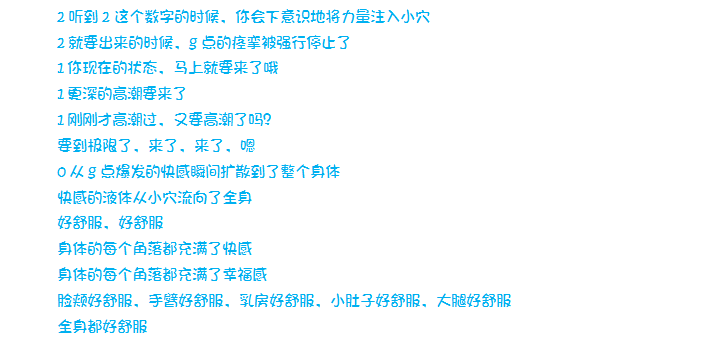 2 听到 2 这个数字的时候、你会下意识地将力量注入小穴
2 就要出来的时候、g 点的痉挛被强行停止了
1 你现在的状态、马上就要来了哦
1 更深的高潮要来了
1 刚刚才高潮过、又要高潮了吗?
要到极限了、来了、来了、嗯
0 从 g 点爆发的快感瞬间扩散到了整个身体
快感的液体从小穴流向了全身
好舒服、好舒服
身体的每个角落都充满了快感
身体的每个角落都充满了幸福感
脸颊好舒服、手臂好舒服、乳房好舒服、小肚子好舒服、大腿好舒服
全身都好舒服